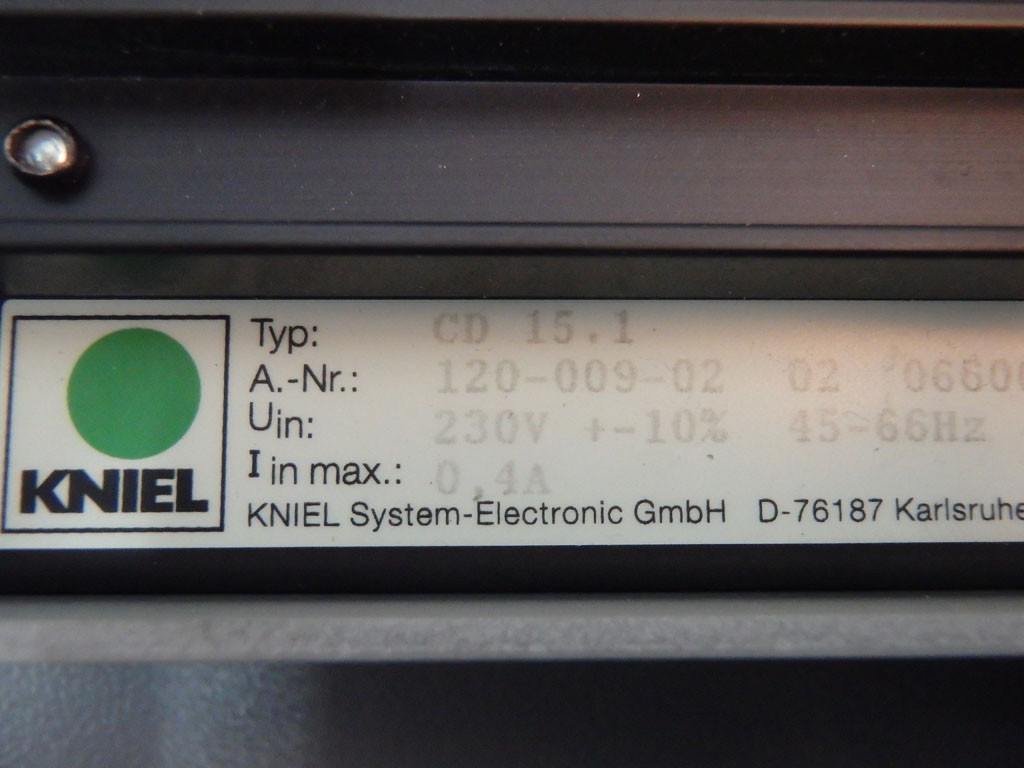 KNIEL
Typ: CD 15.1
A.-Nr.: 120-009-02 02
Uin: 230V +-10% 45-66Hz
I in max.: 0,4A
KNIEL System-Electronic GmbH D-76187 Karlsruhe